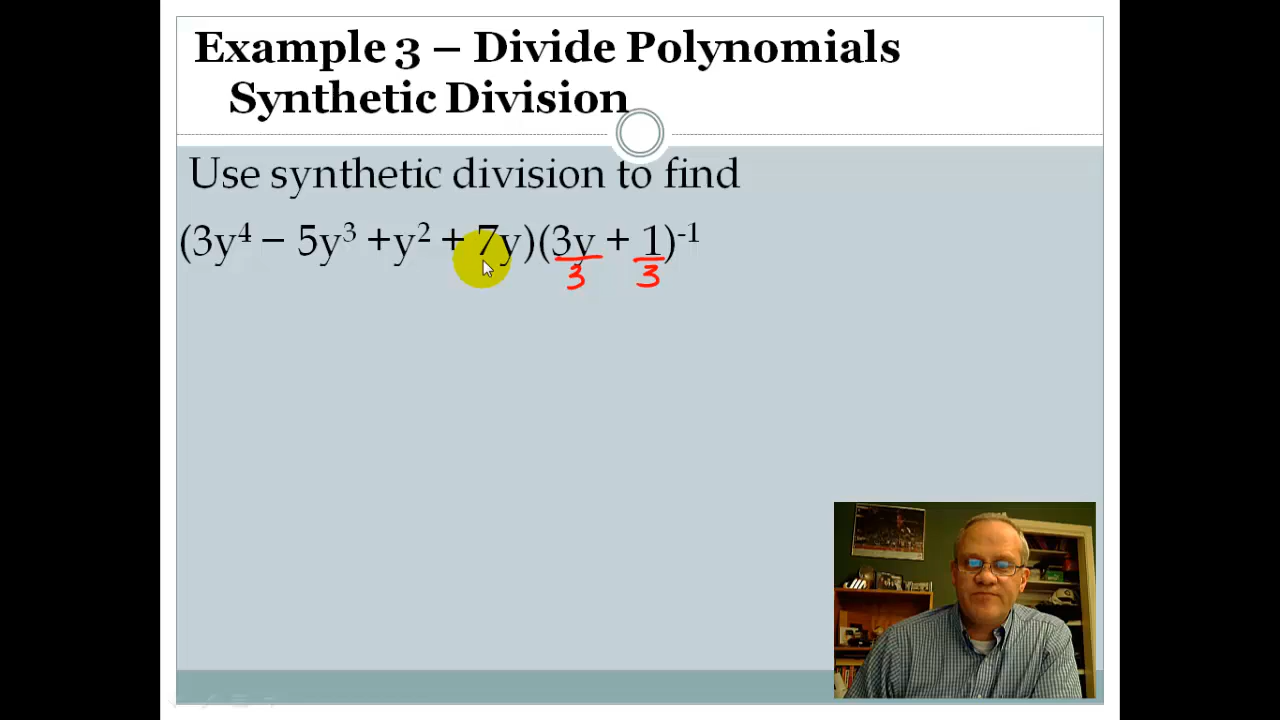 Example 3 – Divide Polynomials
Synthetic Division
Use synthetic division to find
(3y⁴ – 5y³ +y² + 7y)(3y + 1)⁻¹
3 3